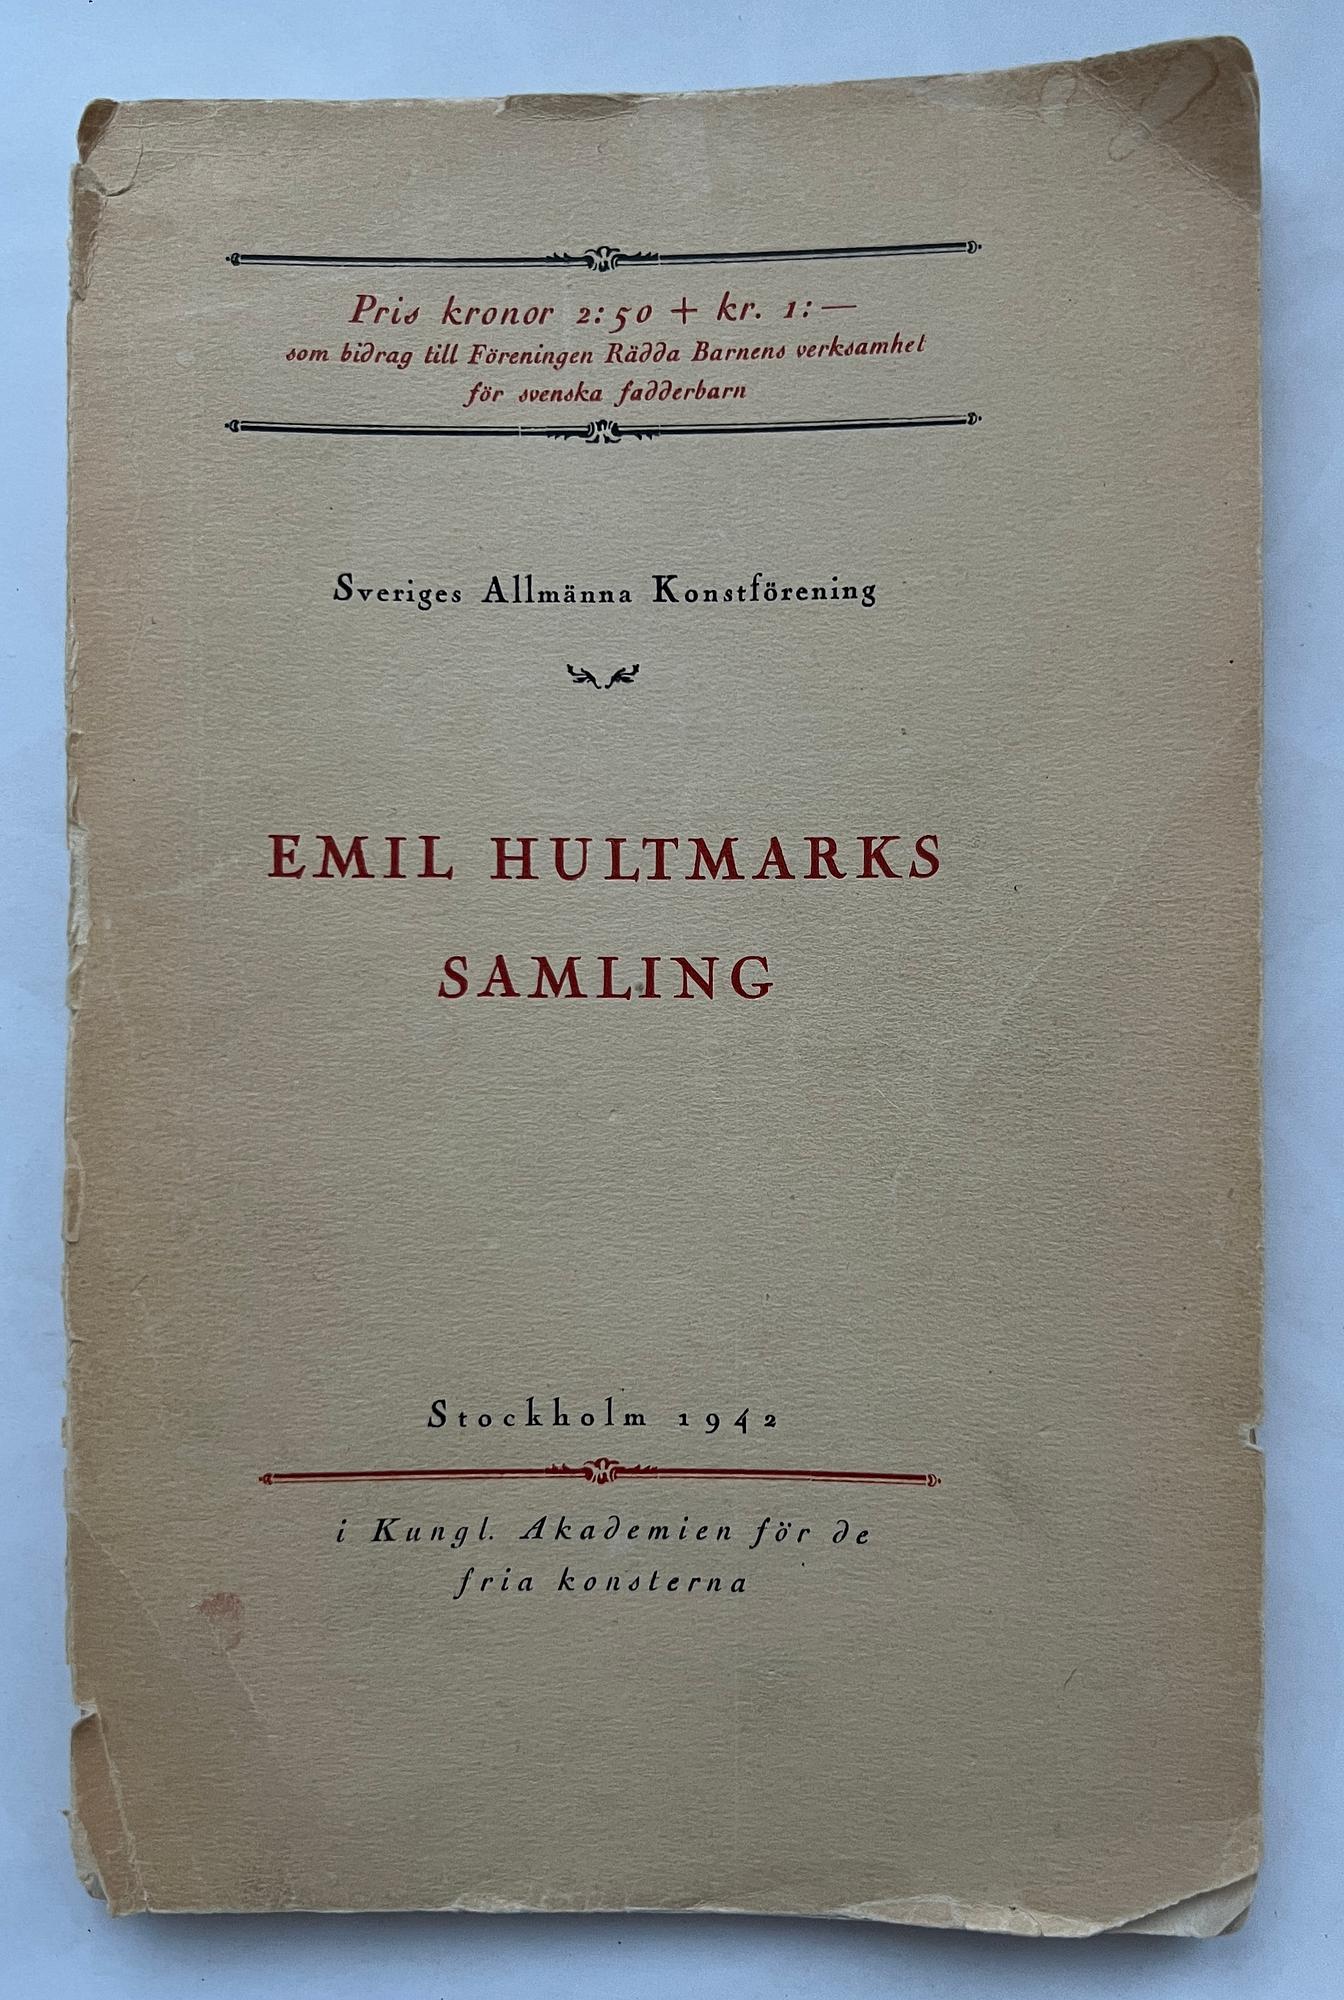 Pris kronor 2:50 + kr. 1:—
som bidrag till Föreningen Rädda Barnens verksamhet
för svenska fadderbarn
Sveriges Allmänna Konstförening
EMIL HULTMARKS
SAMLING
Stockholm 1942
i Kungl. Akademien för de
fria konsterna